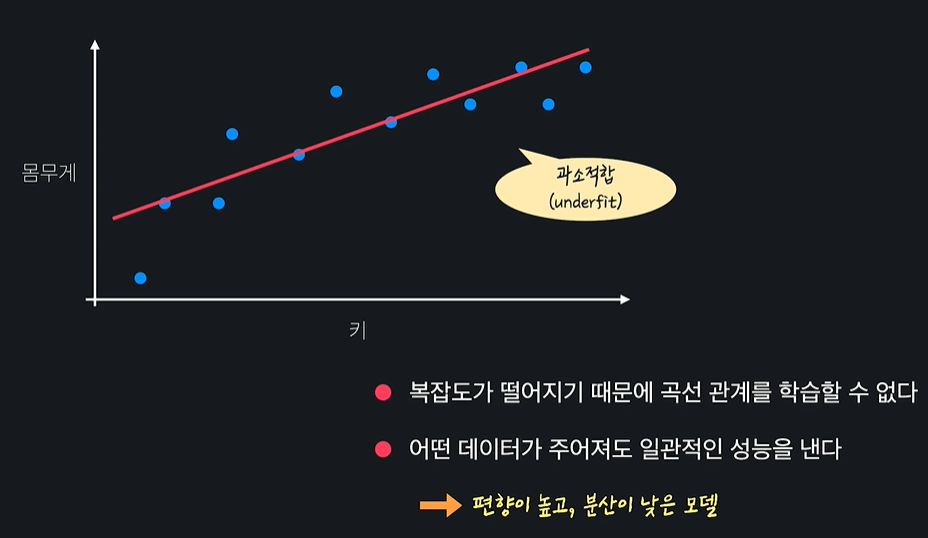 몸무게
과소적합
(underfit)
키
복잡도가 떨어지기 때문에 곡선 관계를 학습할 수 없다
어떤 데이터가 주어져도 일관적인 성능을 낸다
편향이 높고, 분산이 낮은 모델